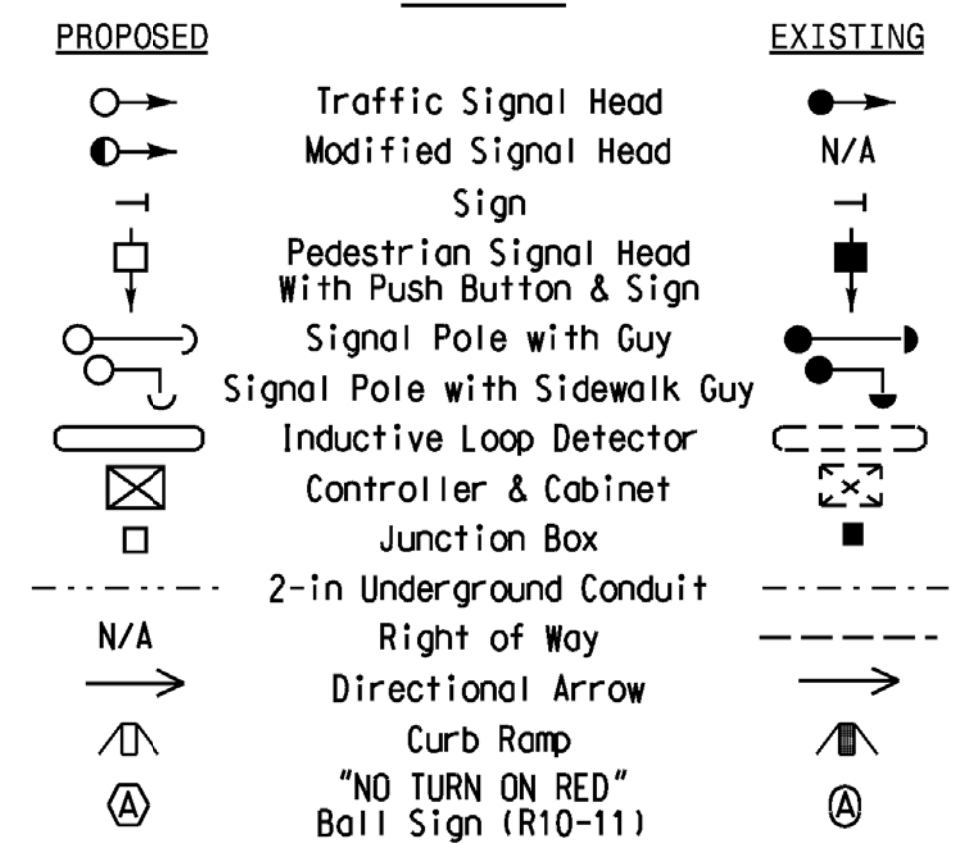 PROPOSED EXISTING
Traffic Signal Head
Modified Signal Head N/A
Sign
Pedestrian Signal Head
With Push Button & Sign
Signal Pole with Guy
Signal Pole with Sidewalk Guy
Inductive Loop Detector
Controller & Cabinet
Junction Box
2-in Underground Conduit
N/A Right of Way
Directional Arrow
Curb Ramp
"NO TURN ON RED"
A Ball Sign (R10-11) A